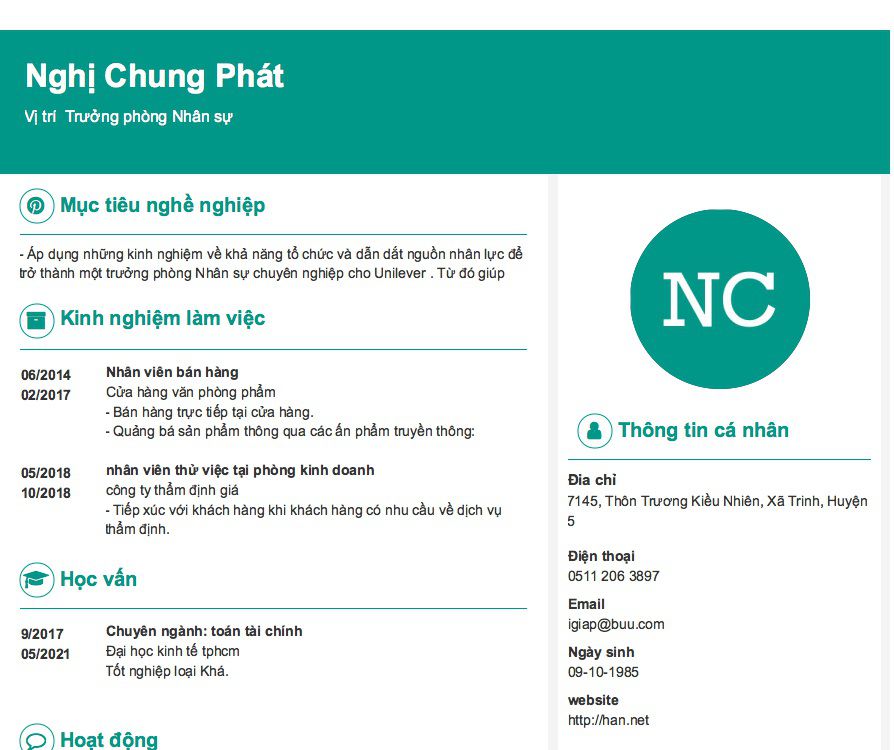 Nghị Chung Phát
Vị trí Trưởng phòng Nhân sự
Mục tiêu nghề nghiệp
- Áp dụng những kinh nghiệm về khả năng tổ chức và dẫn dắt nguồn nhân lực để
trở thành một trưởng phòng Nhân sự chuyên nghiệp cho Unilever . Từ đó giúp
Kinh nghiệm làm việc
06/2014
02/2017
Nhân viên bán hàng
Cửa hàng văn phòng phẩm
- Bán hàng trực tiếp tại cửa hàng.
- Quảng bá sản phẩm thông qua các ấn phẩm truyền thông:
05/2018
10/2018
nhân viên thử việc tại phòng kinh doanh
công ty thẩm định giá
- Tiếp xúc với khách hàng khi khách hàng có nhu cầu về dịch vụ
thẩm định.
Học vấn
9/2017
05/2021
Chuyên ngành: toán tài chính
Đại học kinh tế tphcm
Tốt nghiệp loại Khá.
Hoạt động
NC
Thông tin cá nhân
Đia chỉ
7145, Thôn Trương Kiều Nhiên, Xã Trinh, Huyện
5
Điện thoại
0511 206 3897
Email
igiap@buu.com
Ngày sinh
09-10-1985
website
http://han.net